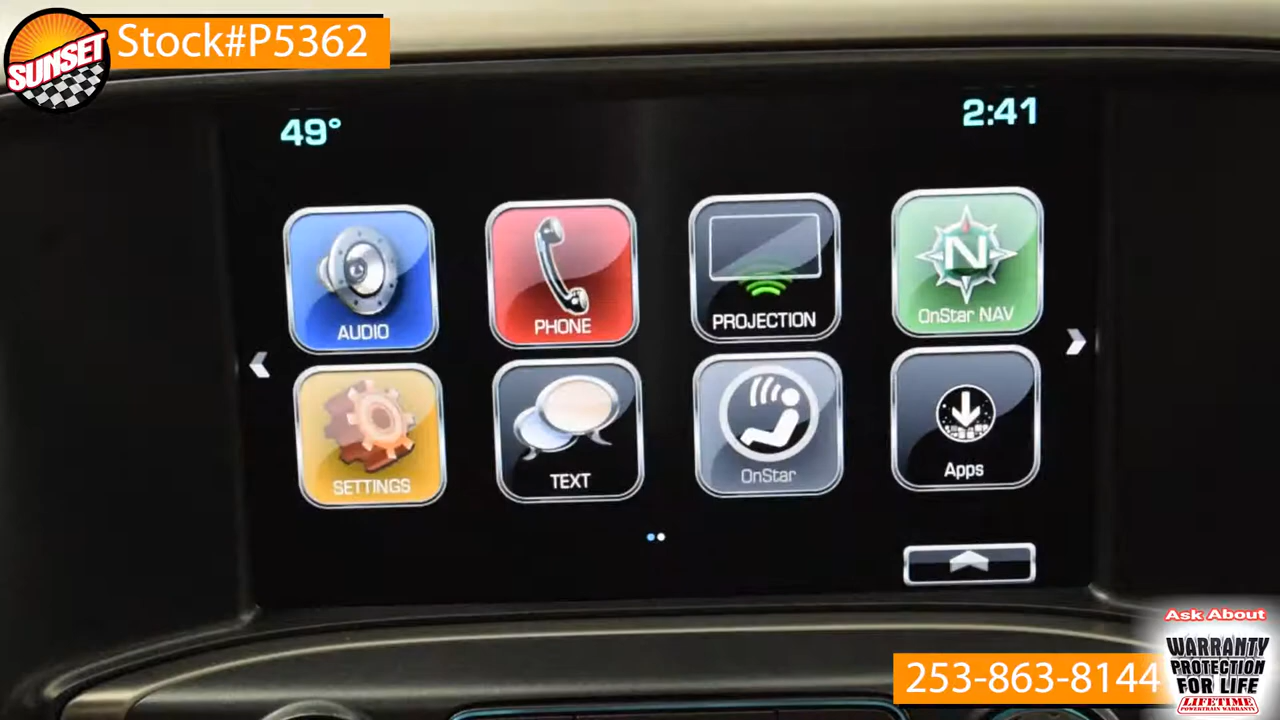 SUNSET
Stock#P5362
49°
2:41
AUDIO
PHONE
PROJECTION
N
OnStar NAV
SETTINGS
TEXT
OnStar
Apps
253-863-8144
Ask About
WARRANTY
PROTECTION
FOR LIFE
LIFETIME
POWERTRAIN WARRANTY